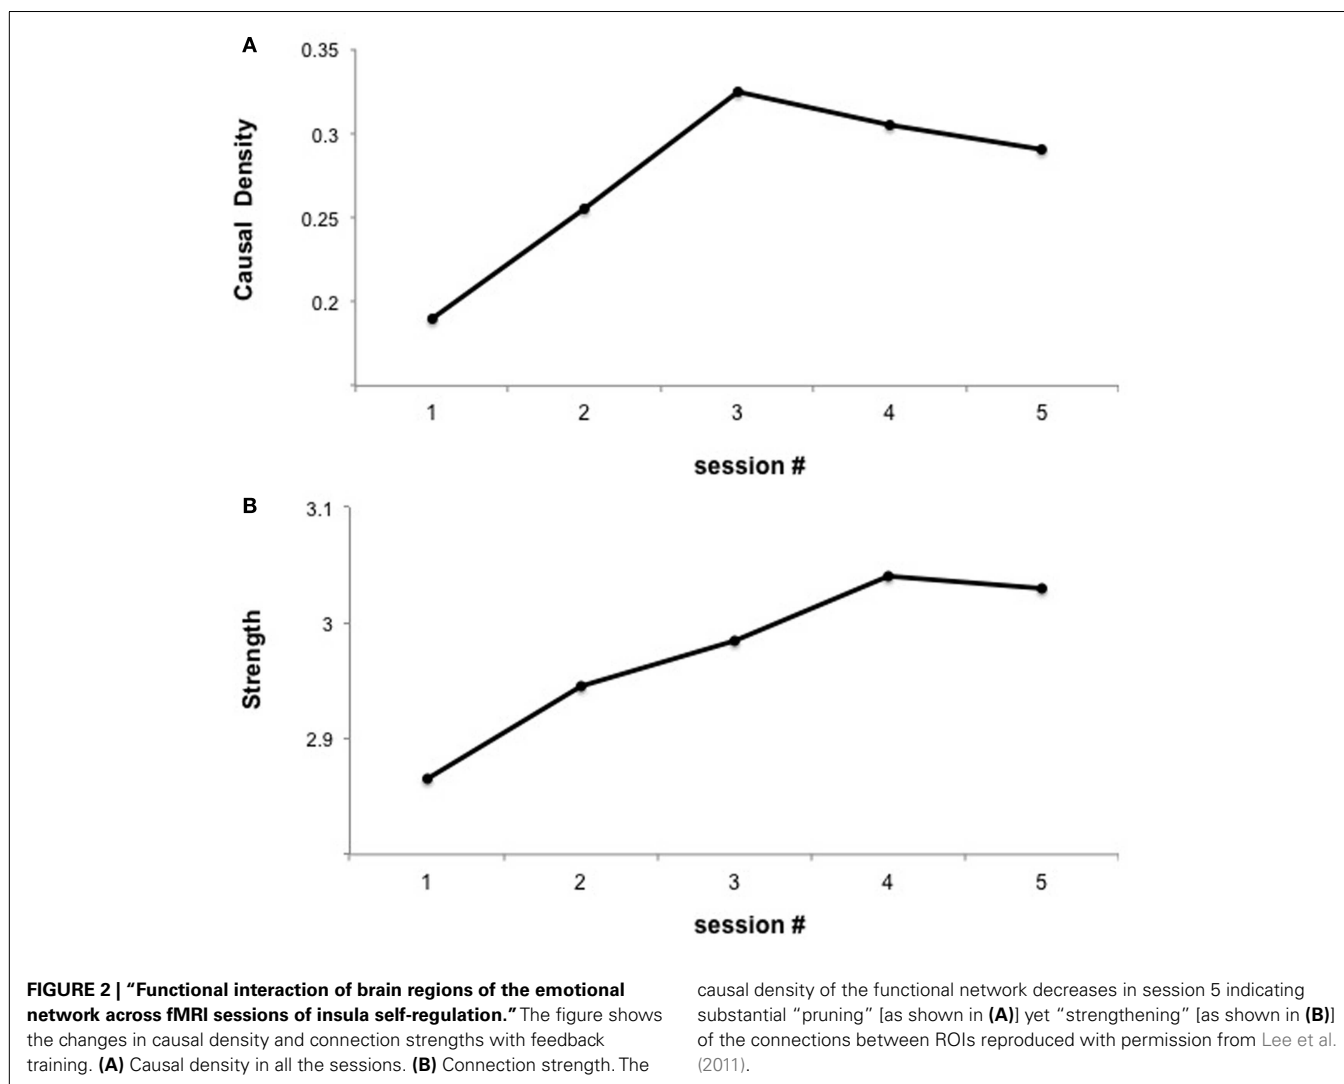 A
0.35
0.3
0.25
0.2
Causal Density
1 2 3 4 5
session #
B
3.1
3
2.9
Strength
1 2 3 4 5
session #
FIGURE 2 | “Functional interaction of brain regions of the emotional
network across fMRI sessions of insula self-regulation.” The figure shows
the changes in causal density and connection strengths with feedback
training. (A) Causal density in all the sessions. (B) Connection strength. The
causal density of the functional network decreases in session 5 indicating
substantial “pruning” [as shown in (A)] yet “strengthening” [as shown in (B)]
of the connections between ROIs reproduced with permission from Lee et al.
(2011).